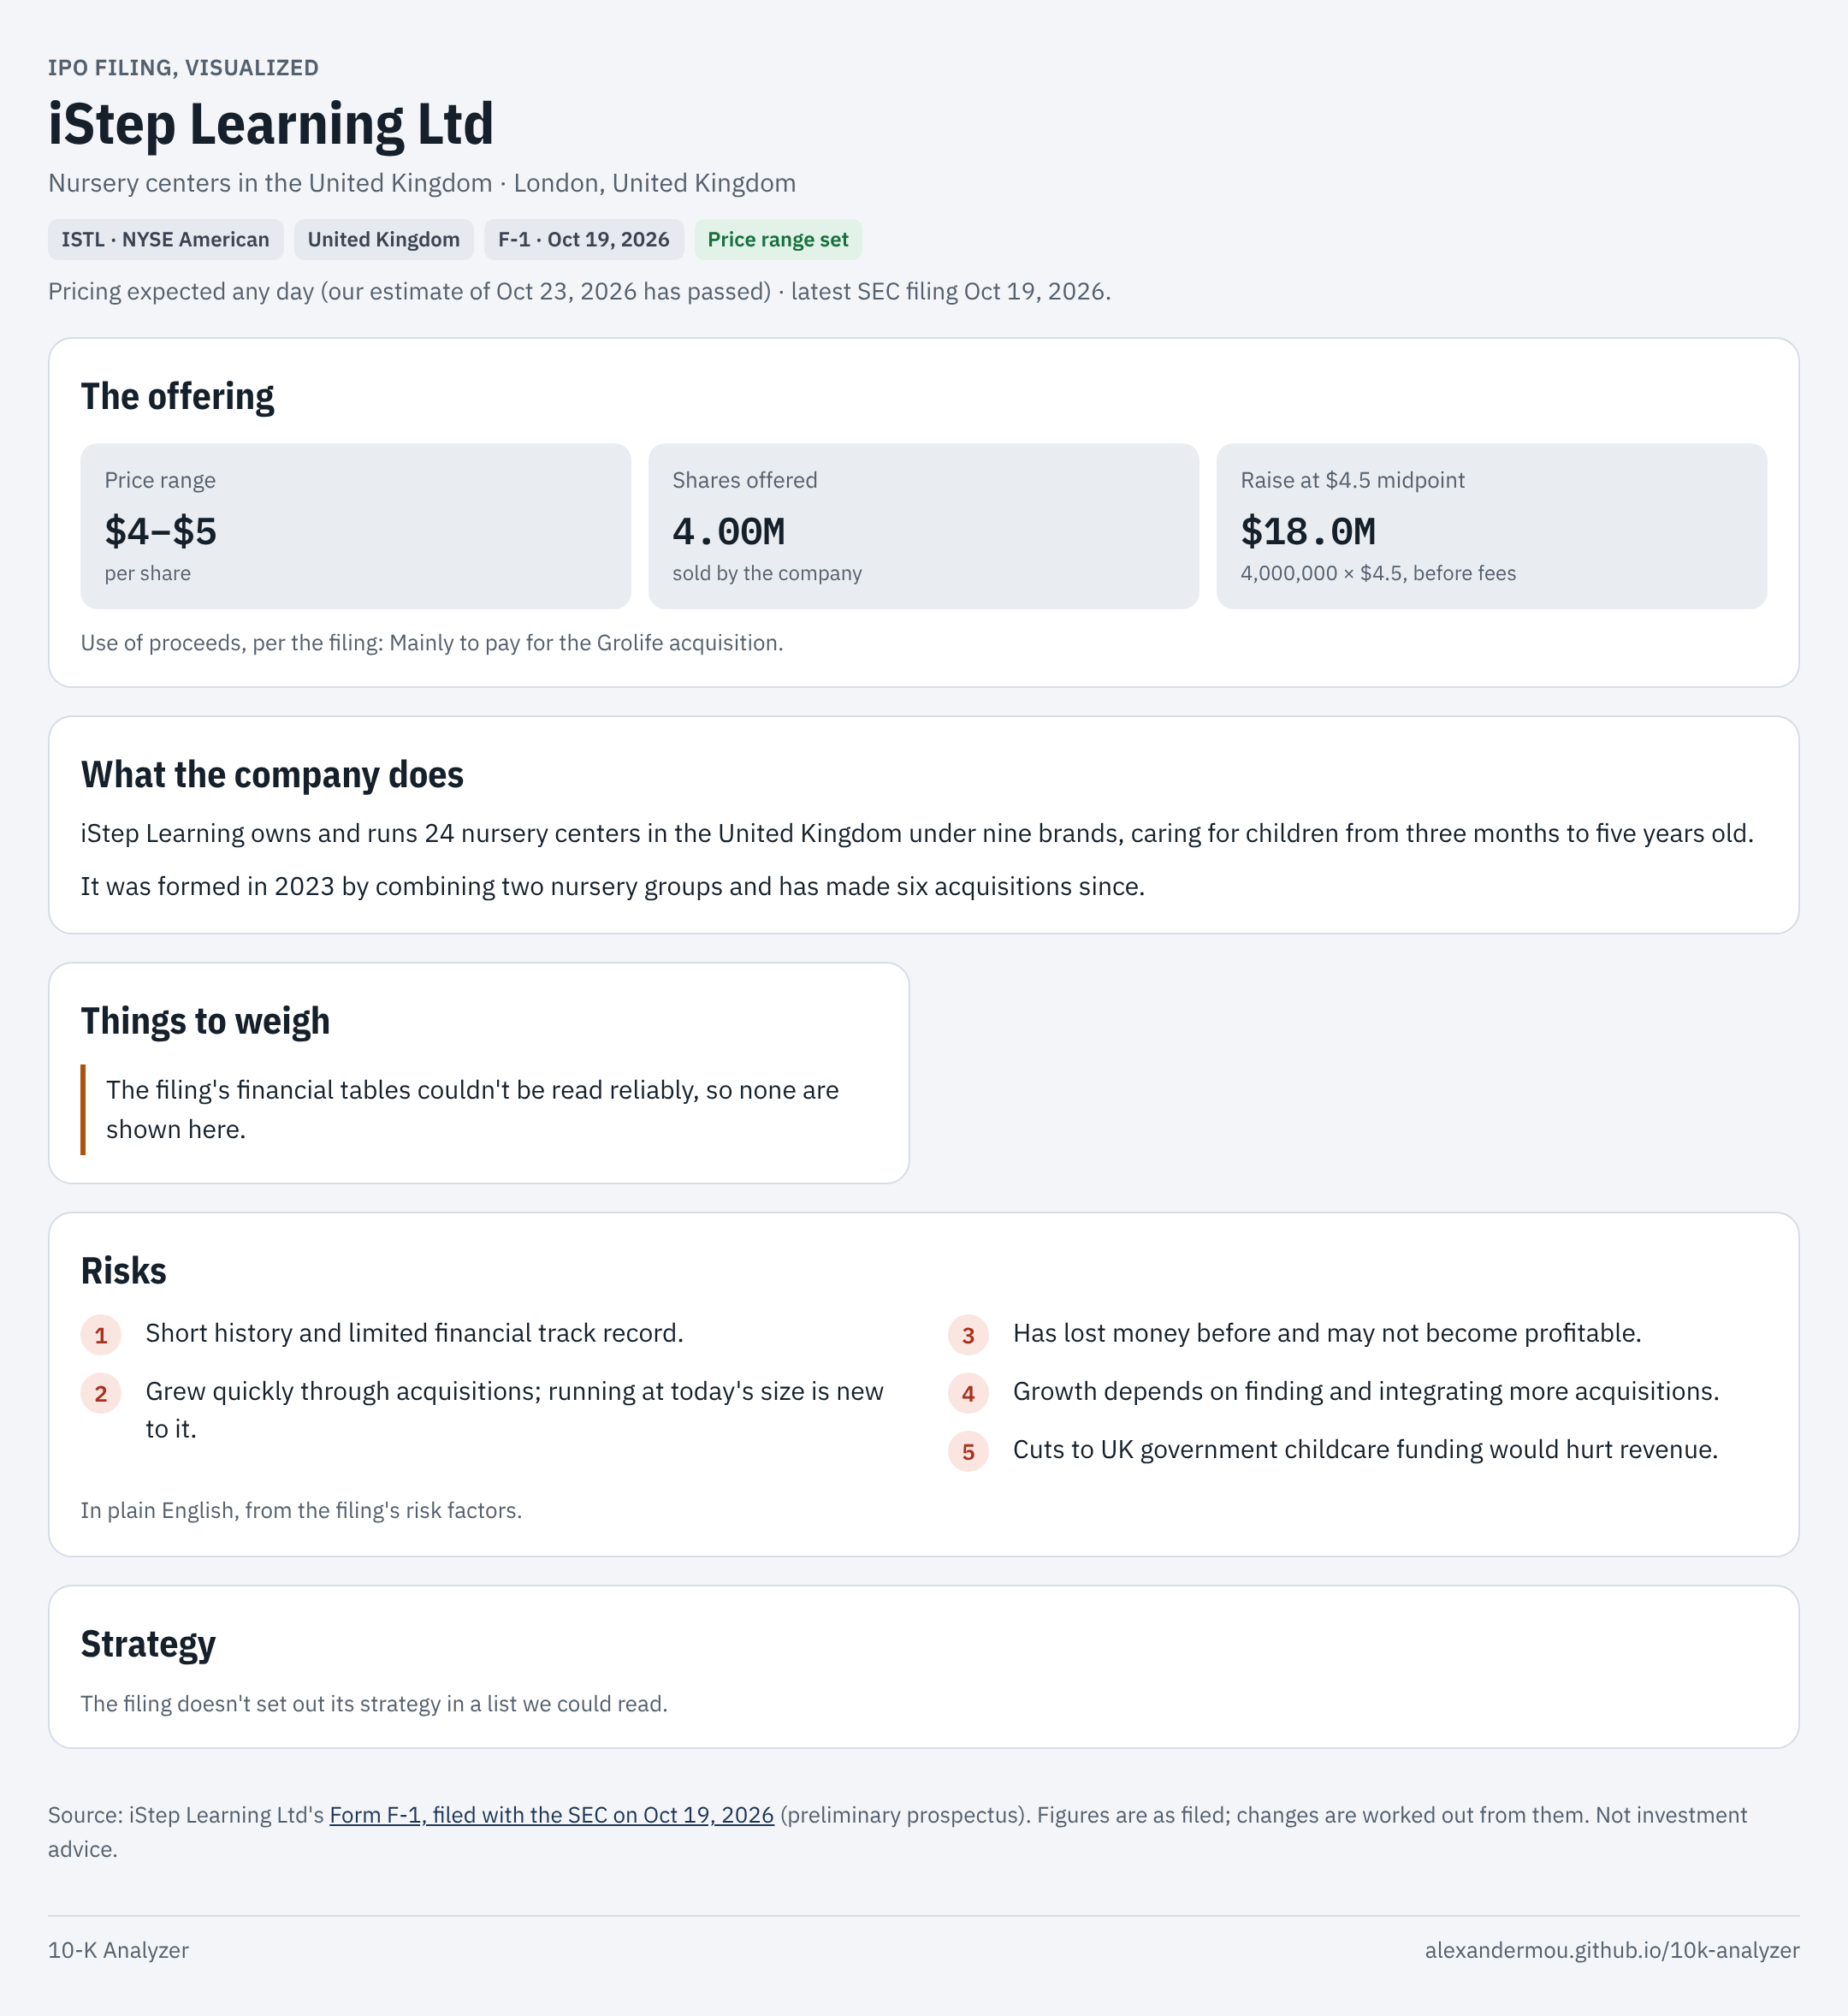 IPO FILING, VISUALIZED
iStep Learning Ltd
Nursery centers in the United Kingdom · London, United Kingdom
ISTL · NYSE American
United Kingdom
F-1 · Oct 19, 2026
Price range set
Pricing expected any day (our estimate of Oct 23, 2026 has passed) · latest SEC filing Oct 19, 2026.
The offering
Price range
$4–$5
per share
Shares offered
4.00M
sold by the company
Raise at $4.5 midpoint
$18.0M
4,000,000 × $4.5, before fees
Use of proceeds, per the filing: Mainly to pay for the Grolife acquisition.
What the company does
iStep Learning owns and runs 24 nursery centers in the United Kingdom under nine brands, caring for children from three months to five years old.
It was formed in 2023 by combining two nursery groups and has made six acquisitions since.
Things to weigh
The filing's financial tables couldn't be read reliably, so none are
shown here.
Risks
1 Short history and limited financial track record.
2 Grew quickly through acquisitions; running at today's size is new
to it.
3 Has lost money before and may not become profitable.
4 Growth depends on finding and integrating more acquisitions.
5 Cuts to UK government childcare funding would hurt revenue.
In plain English, from the filing's risk factors.
Strategy
The filing doesn't set out its strategy in a list we could read.
Source: iStep Learning Ltd's Form F-1, filed with the SEC on Oct 19, 2026 (preliminary prospectus). Figures are as filed; changes are worked out from them. Not investment
advice.
10-K Analyzer
alexandermou.github.io/10k-analyzer